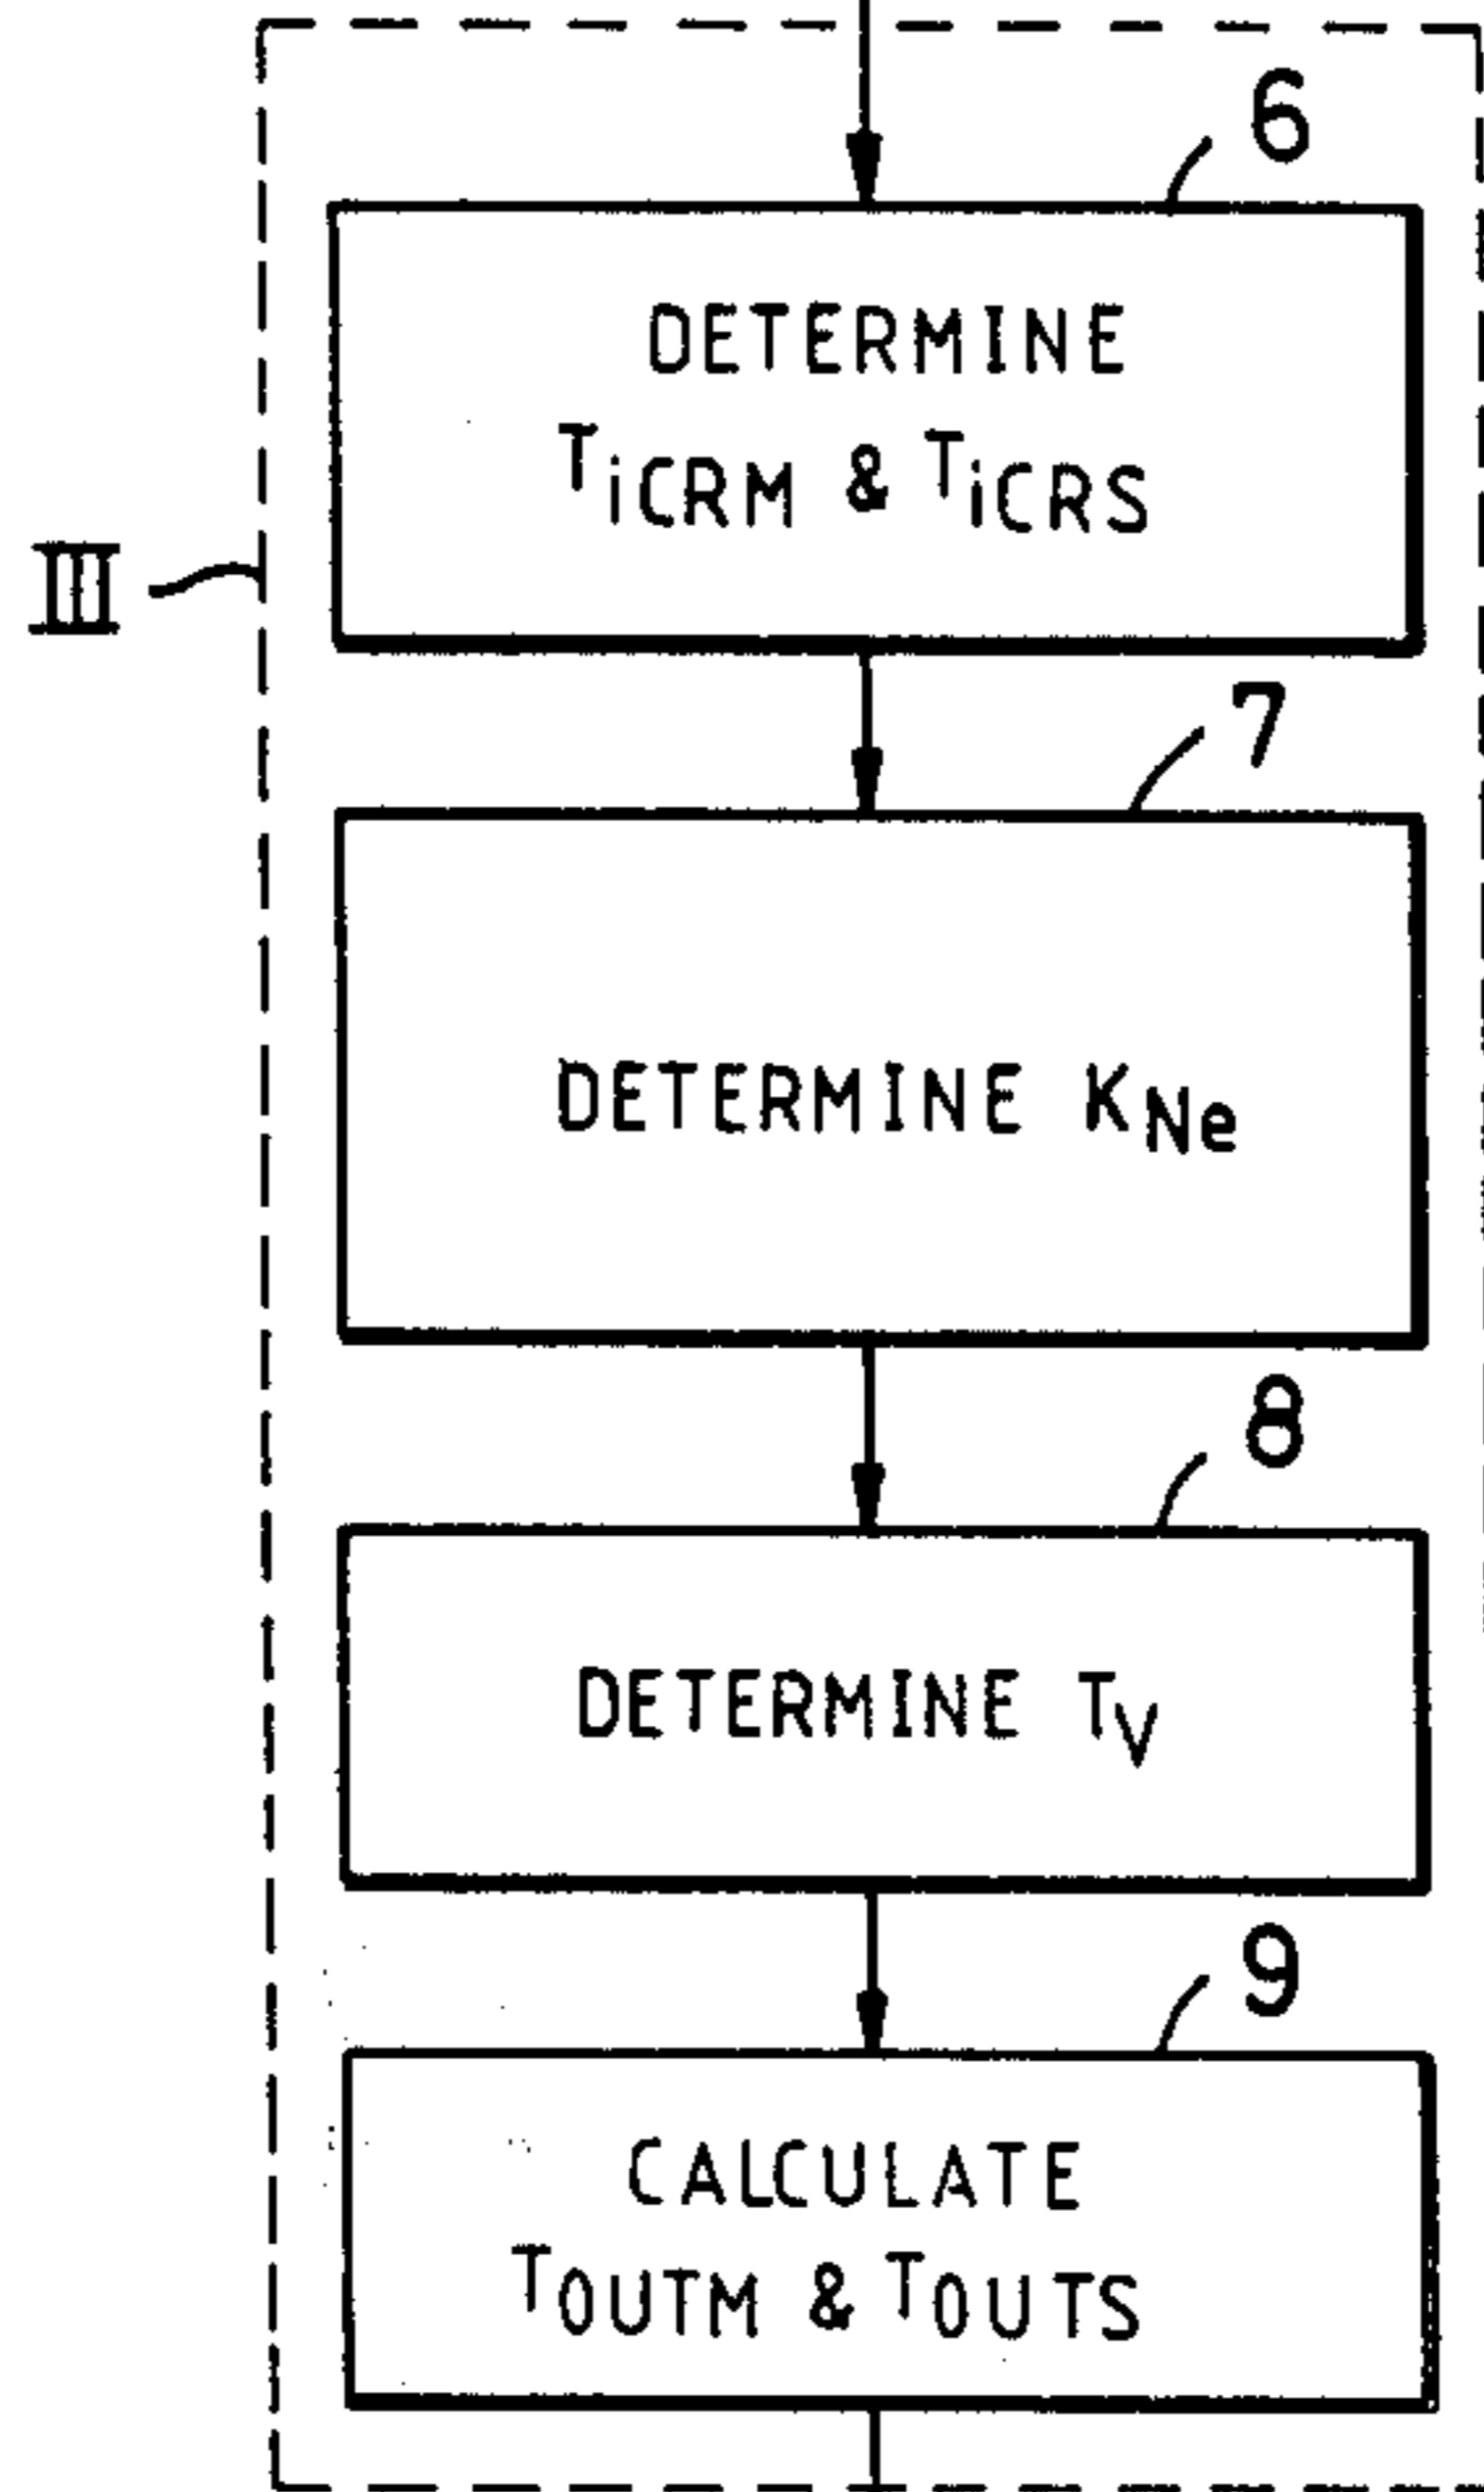 6
DETERMINE
TiCRM & TiCRS
III
7
DETERMINE KNe
8
DETERMINE TV
9
CALCULATE
TOUTM & TOUTS